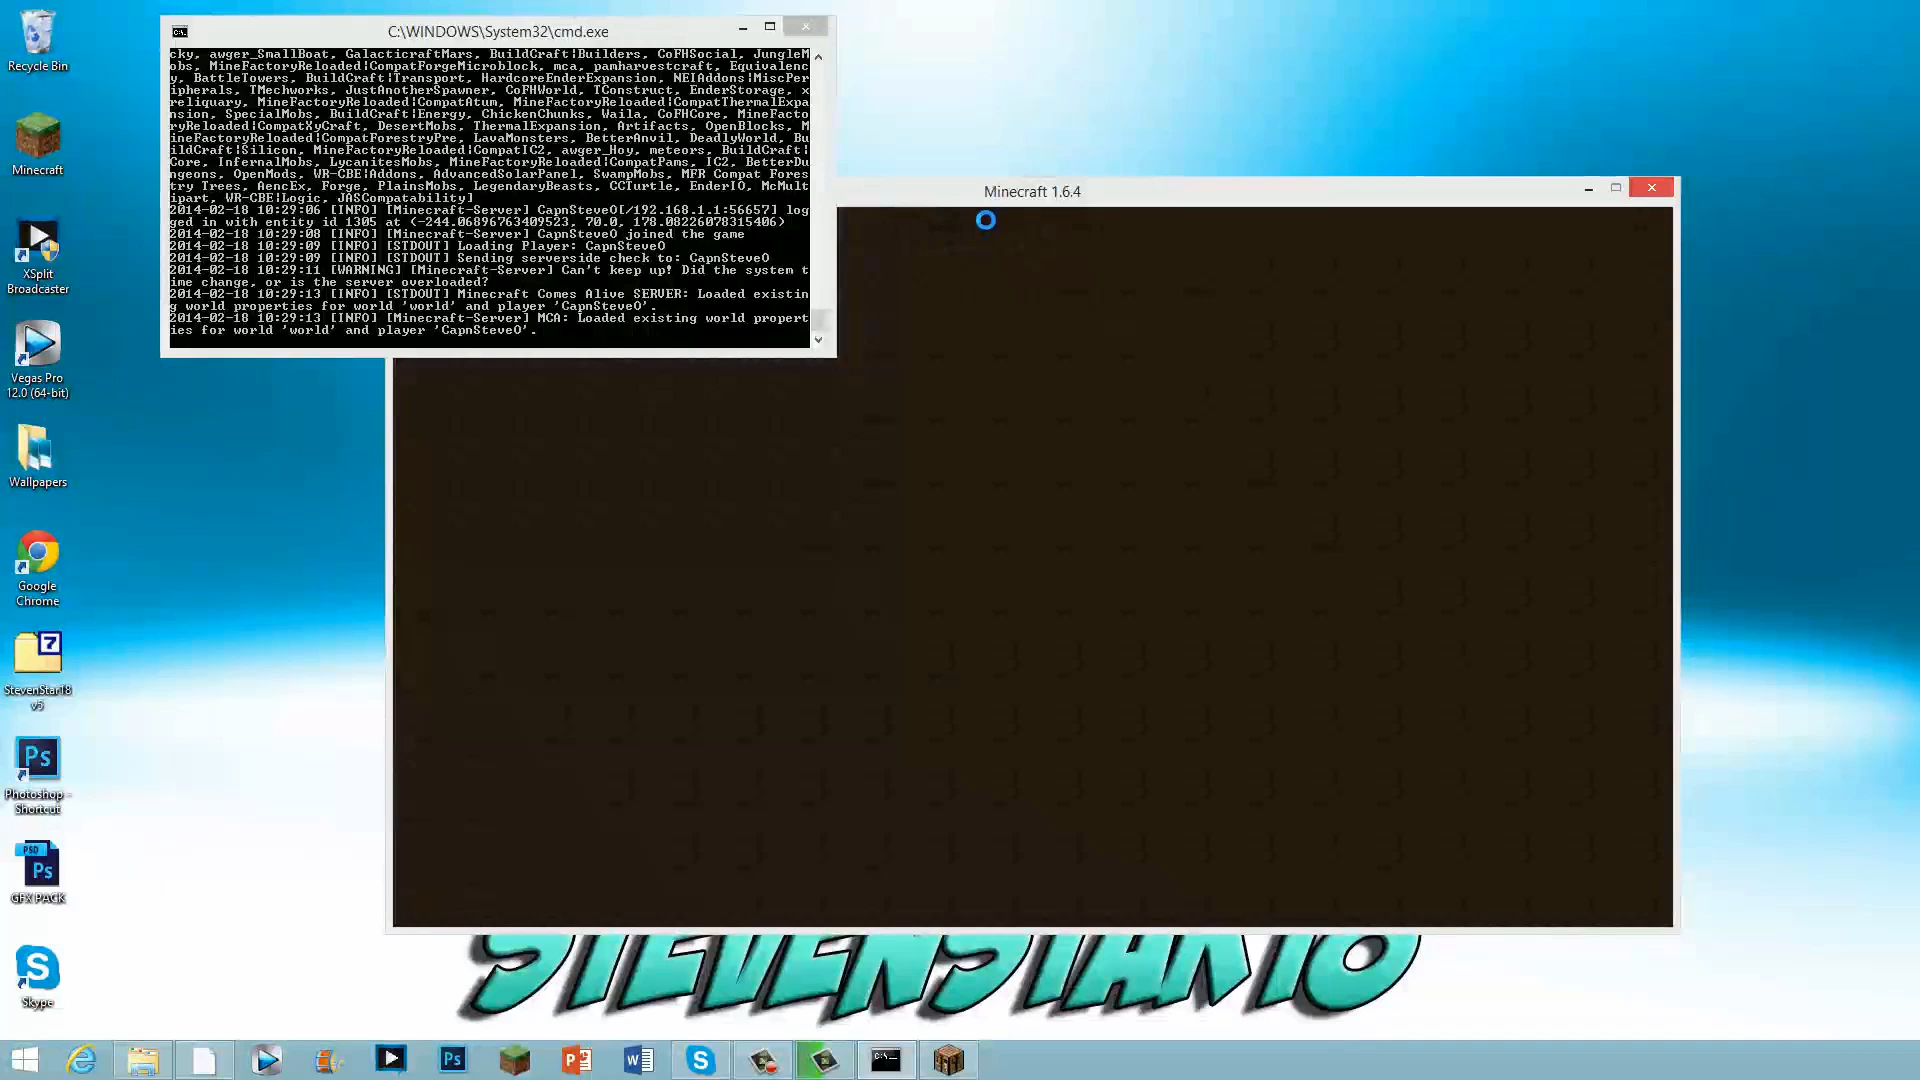 C:\WINDOWS\System32\cmd.exe
cky, awger_SmallBoat, GalacticraftMars, BuildCraft|Builders, CoFHSocial, JungleM
obs, MineFactoryReloaded|CompatForgeMicroblock, mca, pamharvestcraft, Equivalenc
y, BattleTowers, BuildCraft|Transport, HardcoreEnderExpansion, NEIAddons|MiscPer
ipherals, TMechworks, JustAnotherSpawner, CoFHWorld, TConstruct, EnderStorage, x
reliquary, MineFactoryReloaded|CompatAtum, MineFactoryReloaded|CompatThermalExpa
nsion, SpecialMobs, BuildCraft|Energy, ChickenChunks, Waila, CoFHCore, MineFacto
ryReloaded|CompatXyCraft, DesertMobs, ThermalExpansion, Artifacts, OpenBlocks, M
ineFactoryReloaded|CompatForestryPre, LavaMonsters, BetterAnvil, DeadlyWorld, Bu
ildCraft|Silicon, MineFactoryReloaded|CompatIC2, awger_Hoy, meteors, BuildCraft|
Core, InfernalMobs, LycanitesMobs, MineFactoryReloaded|CompatPams, IC2, BetterDu
ngeons, OpenMods, WR-CBE|Addons, AdvancedSolarPanel, SwampMobs, MFR Compat Fores
try Trees, AencEx, Forge, PlainsMobs, LegendaryBeasts, CCTurtle, EnderIO, McMult
ipart, WR-CBE|Logic, JASCompatability]
2014-02-18 10:29:06 [INFO] [Minecraft-Server] CapnSteveO[/192.168.1.1:56657] log
ged in with entity id 1305 at (-244.06896763409523, 70.0, 178.08226078315406)
2014-02-18 10:29:08 [INFO] [Minecraft-Server] CapnSteveO joined the game
2014-02-18 10:29:09 [INFO] [STDOUT] Loading Player: CapnSteveO
2014-02-18 10:29:09 [INFO] [STDOUT] Sending serverside check to: CapnSteveO
2014-02-18 10:29:11 [WARNING] [Minecraft-Server] Can't keep up! Did the system t
ime change, or is the server overloaded?
2014-02-18 10:29:13 [INFO] [STDOUT] Minecraft Comes Alive SERVER: Loaded existin
g world properties for world 'world' and player 'CapnSteveO'.
2014-02-18 10:29:13 [INFO] [Minecraft-Server] MCA: Loaded existing world propert
ies for world 'world' and player 'CapnSteveO'.
Minecraft 1.6.4
Recycle Bin
Minecraft
XSplit
Broadcaster
Vegas Pro
12.0 (64-bit)
Wallpapers
Google
Chrome
StevenStar18
v5
Photoshop -
Shortcut
GFX PACK
Skype